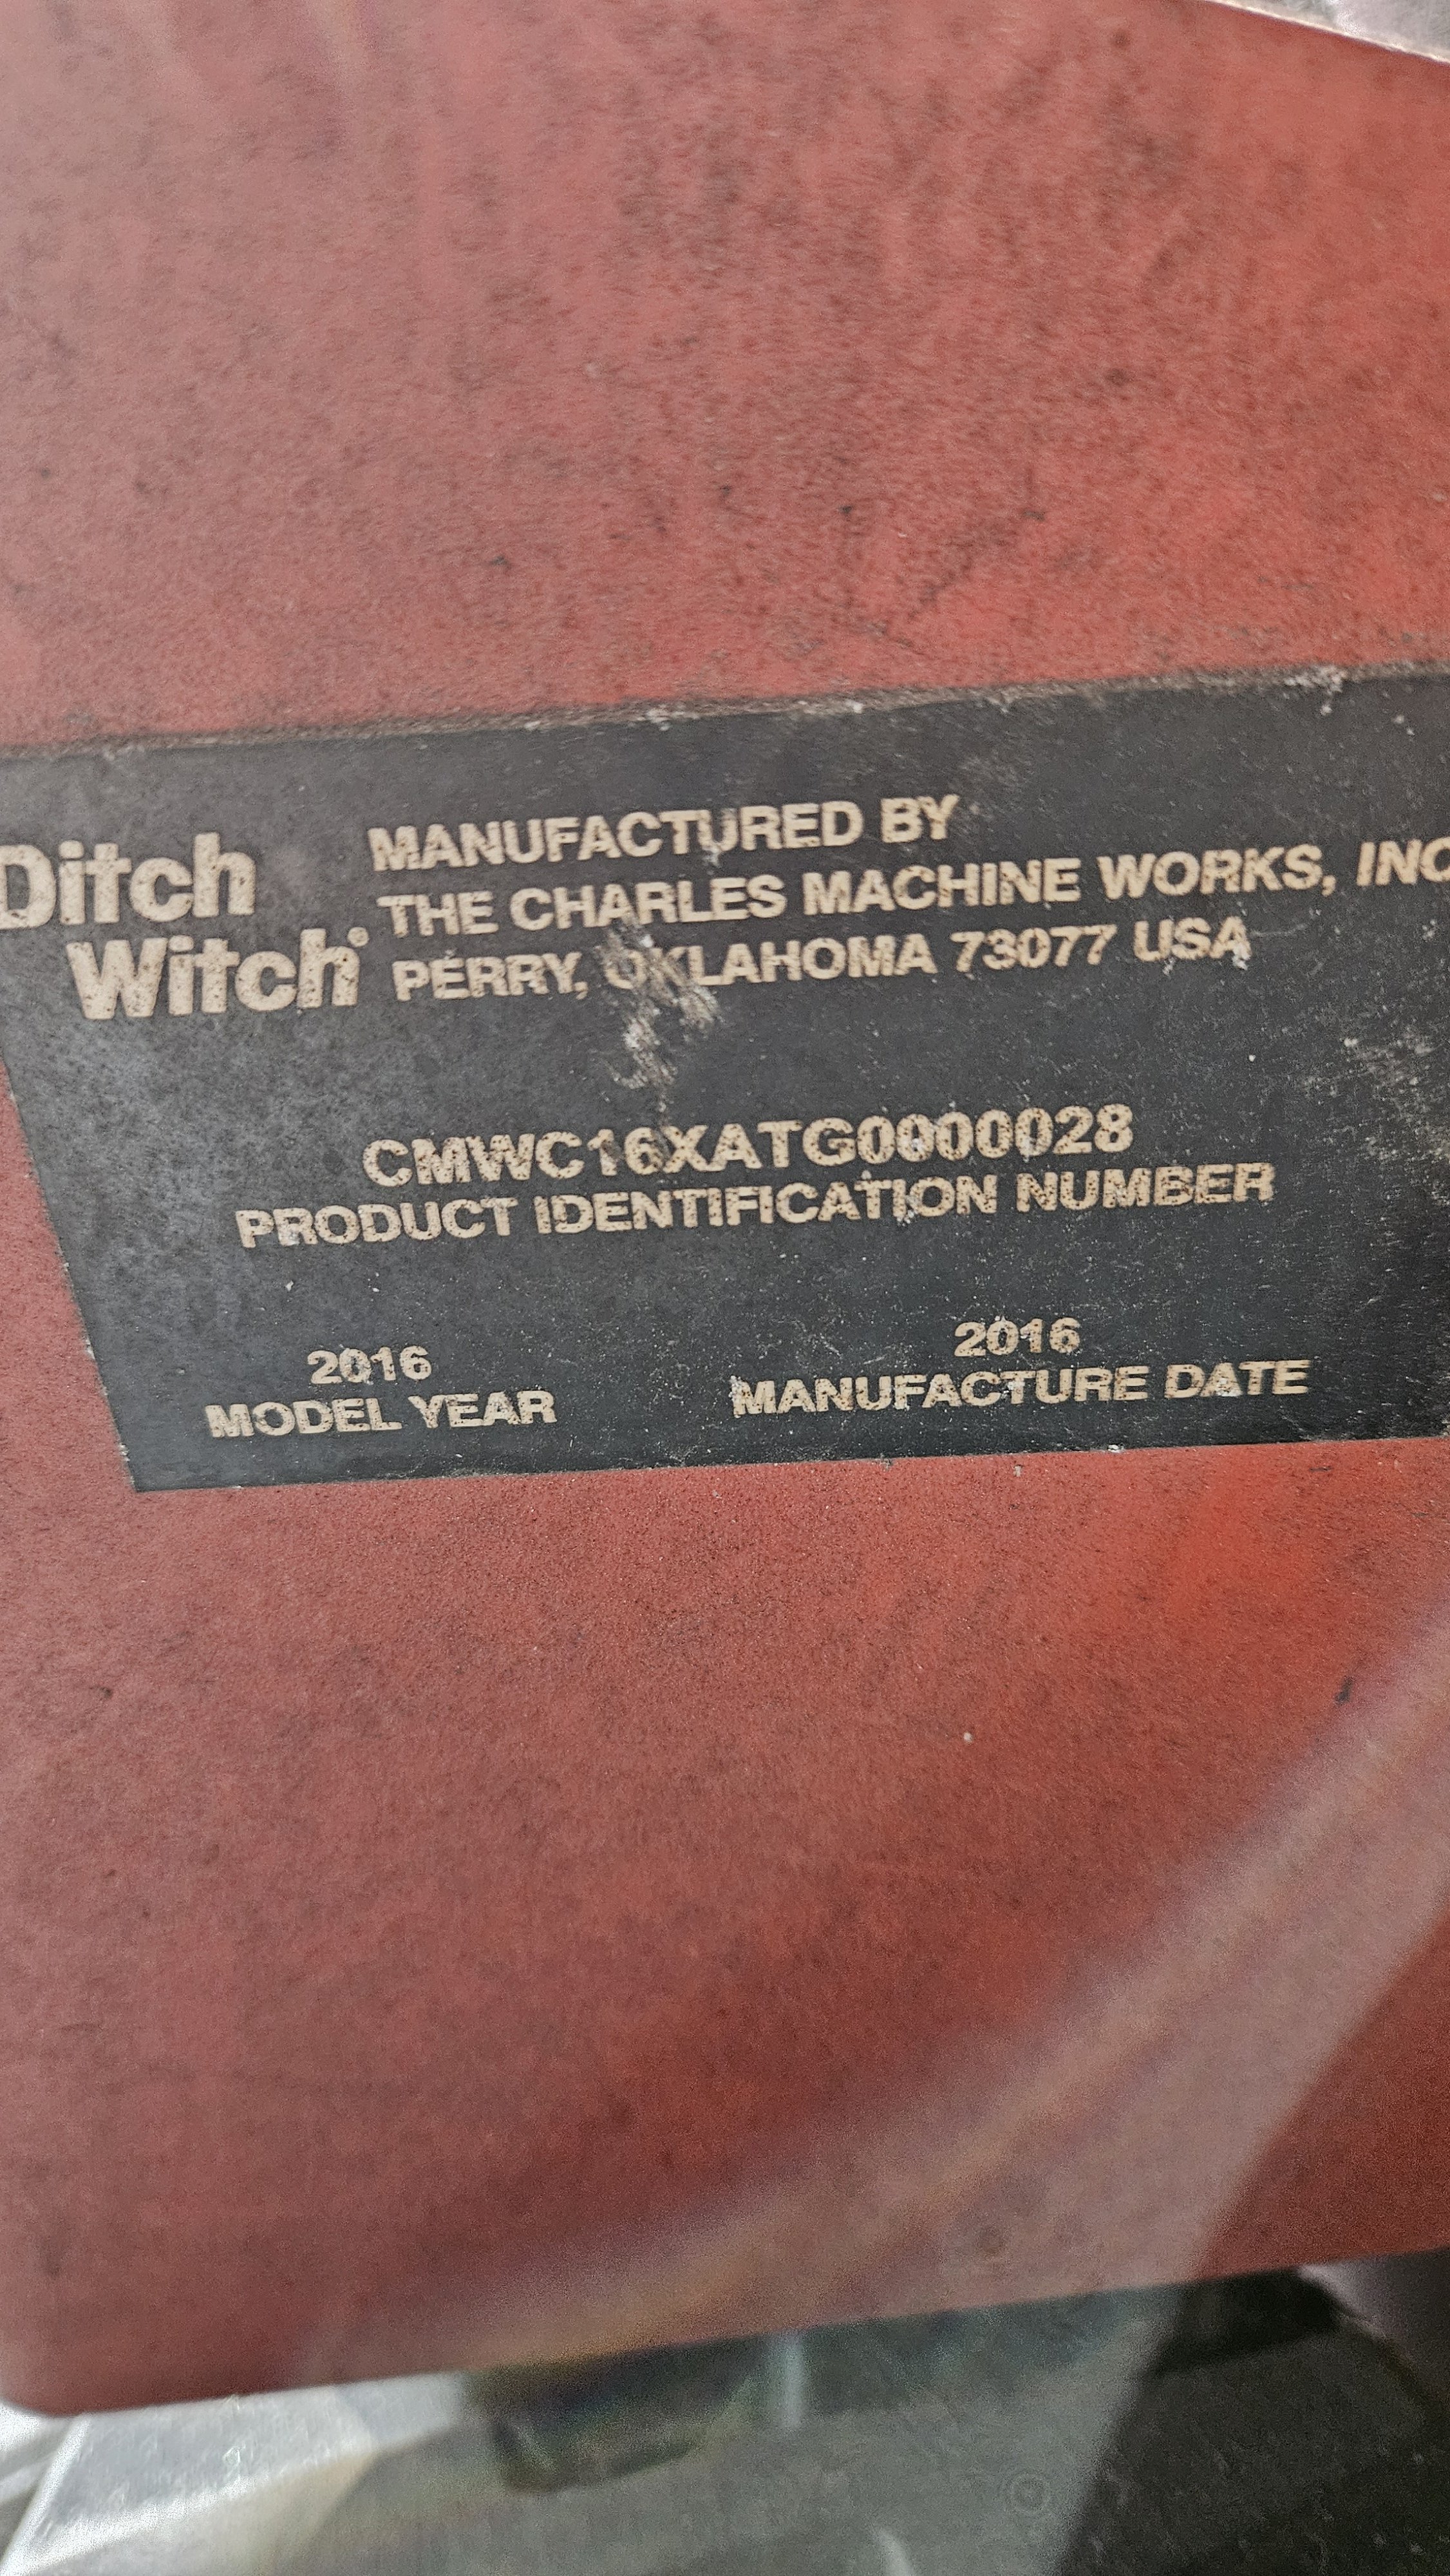 Ditch
Witch®
MANUFACTURED BY
THE CHARLES MACHINE WORKS, INC
PERRY, OKLAHOMA 73077 USA
CMWC16XATG0000028
PRODUCT IDENTIFICATION NUMBER
2016
MODEL YEAR
2016
MANUFACTURE DATE